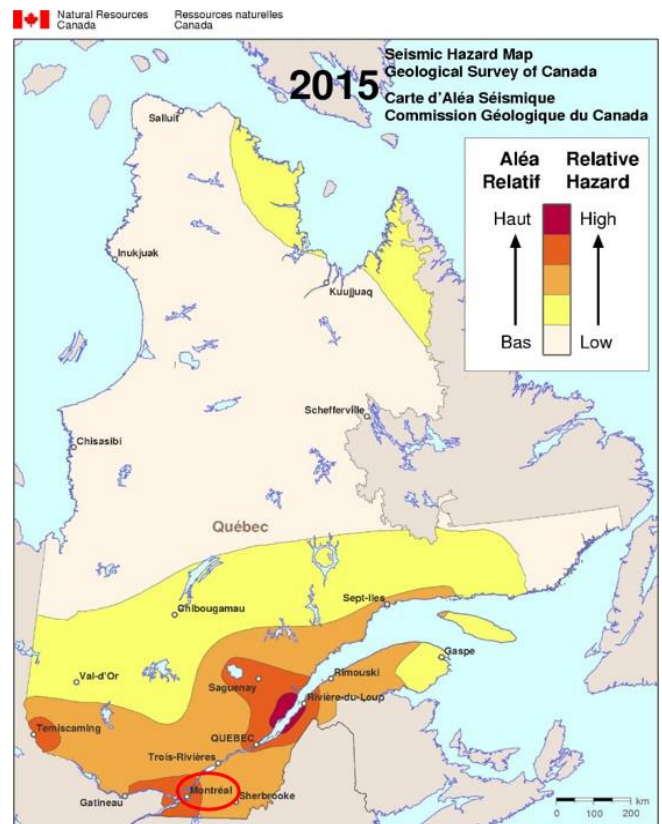 Natural Resources Canada
Ressources naturelles Canada
2015
Seismic Hazard Map
Geological Survey of Canada
Carte d'Aléa Séismique
Commission Géologique du Canada
Aléa Relatif
Relative Hazard
Haut
High
Bas
Low
Salluit
Inukjuak
Kuujjuaq
Schefferville
Chisasibi
Québec
Chibougamau
Sept-Iles
Val-d'Or
Gaspe
Rimouski
Saguenay
Rivière-du-Loup
Temiscaming
QUEBEC
Trois-Rivières
Montréal
Gatineau
Sherbrooke
km
0 100 200